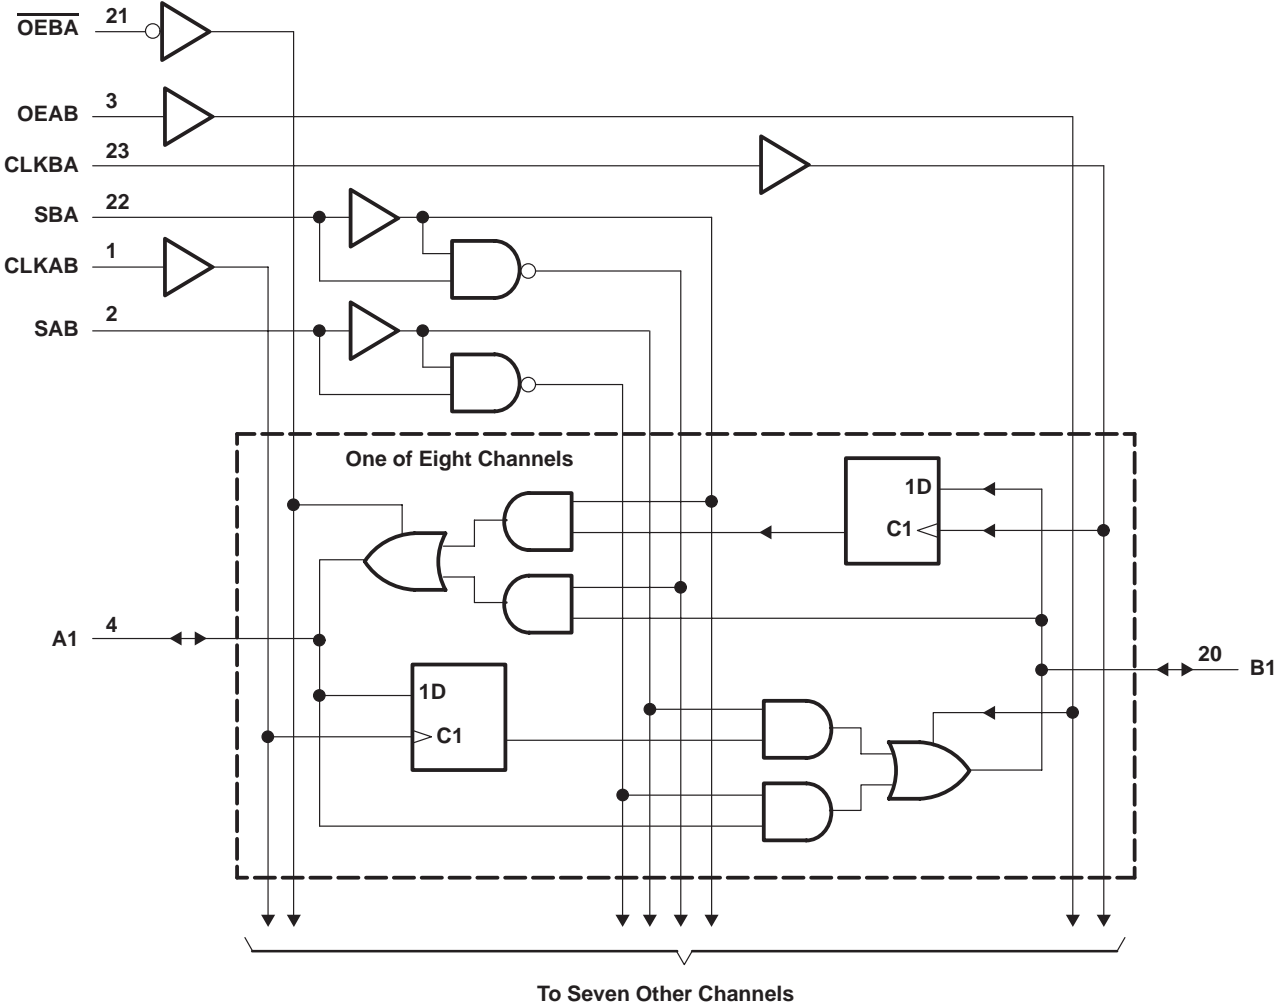 OEBA 21
OEAB 3
CLKBA 23
SBA 22
CLKAB 1
SAB 2
One of Eight Channels
1D
C1
A1 4
20 B1
1D
C1
To Seven Other Channels